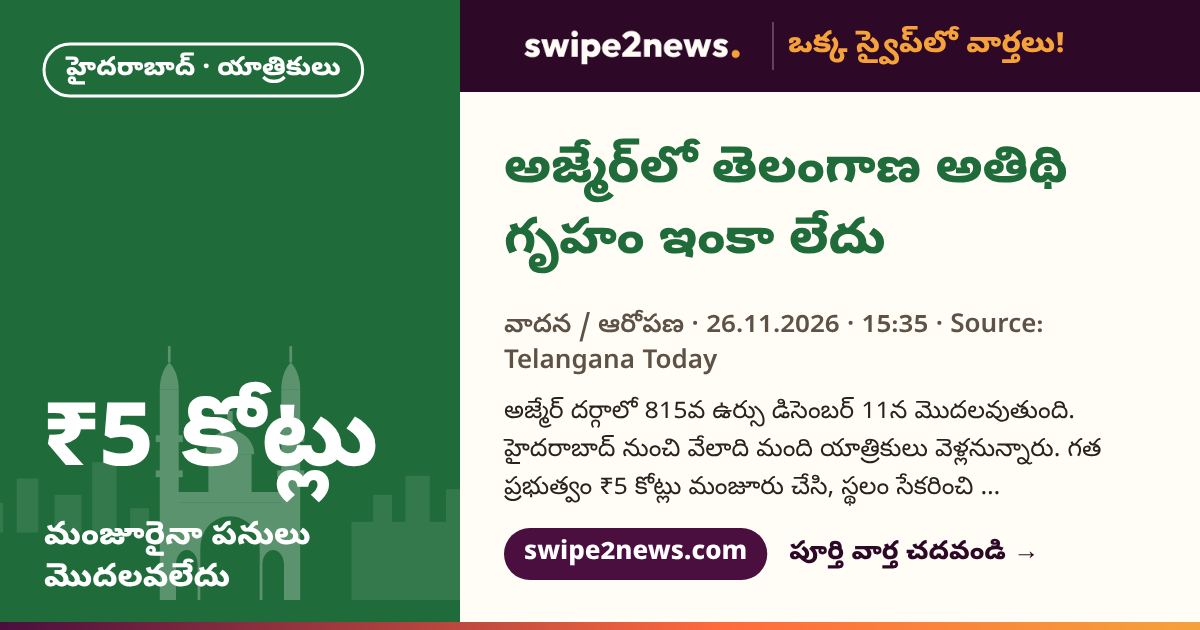 హైదరాబాద్ · యాత్రికులు
₹5 కోట్లు
మంజూరైనా పనులు
మొదలవలేదు
swipe2news.
ఒక్క స్వైప్‌లో వార్తలు!
అజ్మేర్‌లో తెలంగాణ అతిథి
గృహం ఇంకా లేదు
వాదన / ఆరోపణ · 26.11.2026 · 15:35 · Source:
Telangana Today
అజ్మేర్ దర్గాలో 815వ ఉర్సు డిసెంబర్ 11న మొదలవుతుంది.
హైదరాబాద్ నుంచి వేలాది మంది యాత్రికులు వెళ్లనున్నారు. గత
ప్రభుత్వం ₹5 కోట్లు మంజూరు చేసి, స్థలం సేకరించి ...
swipe2news.com
పూర్తి వార్త చదవండి →